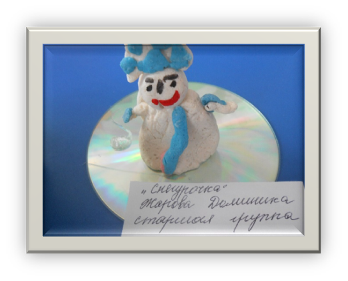 „Снегурочка"
Жарова Доминика
старшая группа